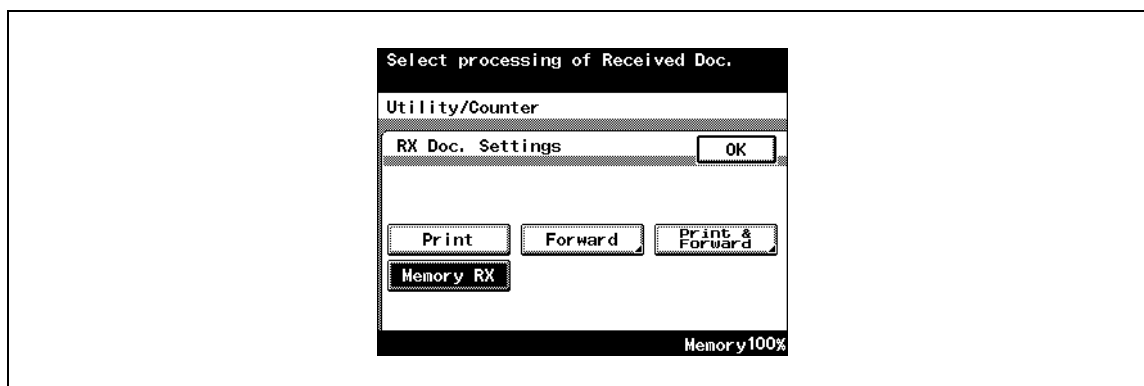 Select processing of Received Doc.
Utility/Counter
RX Doc. Settings
OK
Print
Forward
Print &
Forward
Memory RX
Memory100%